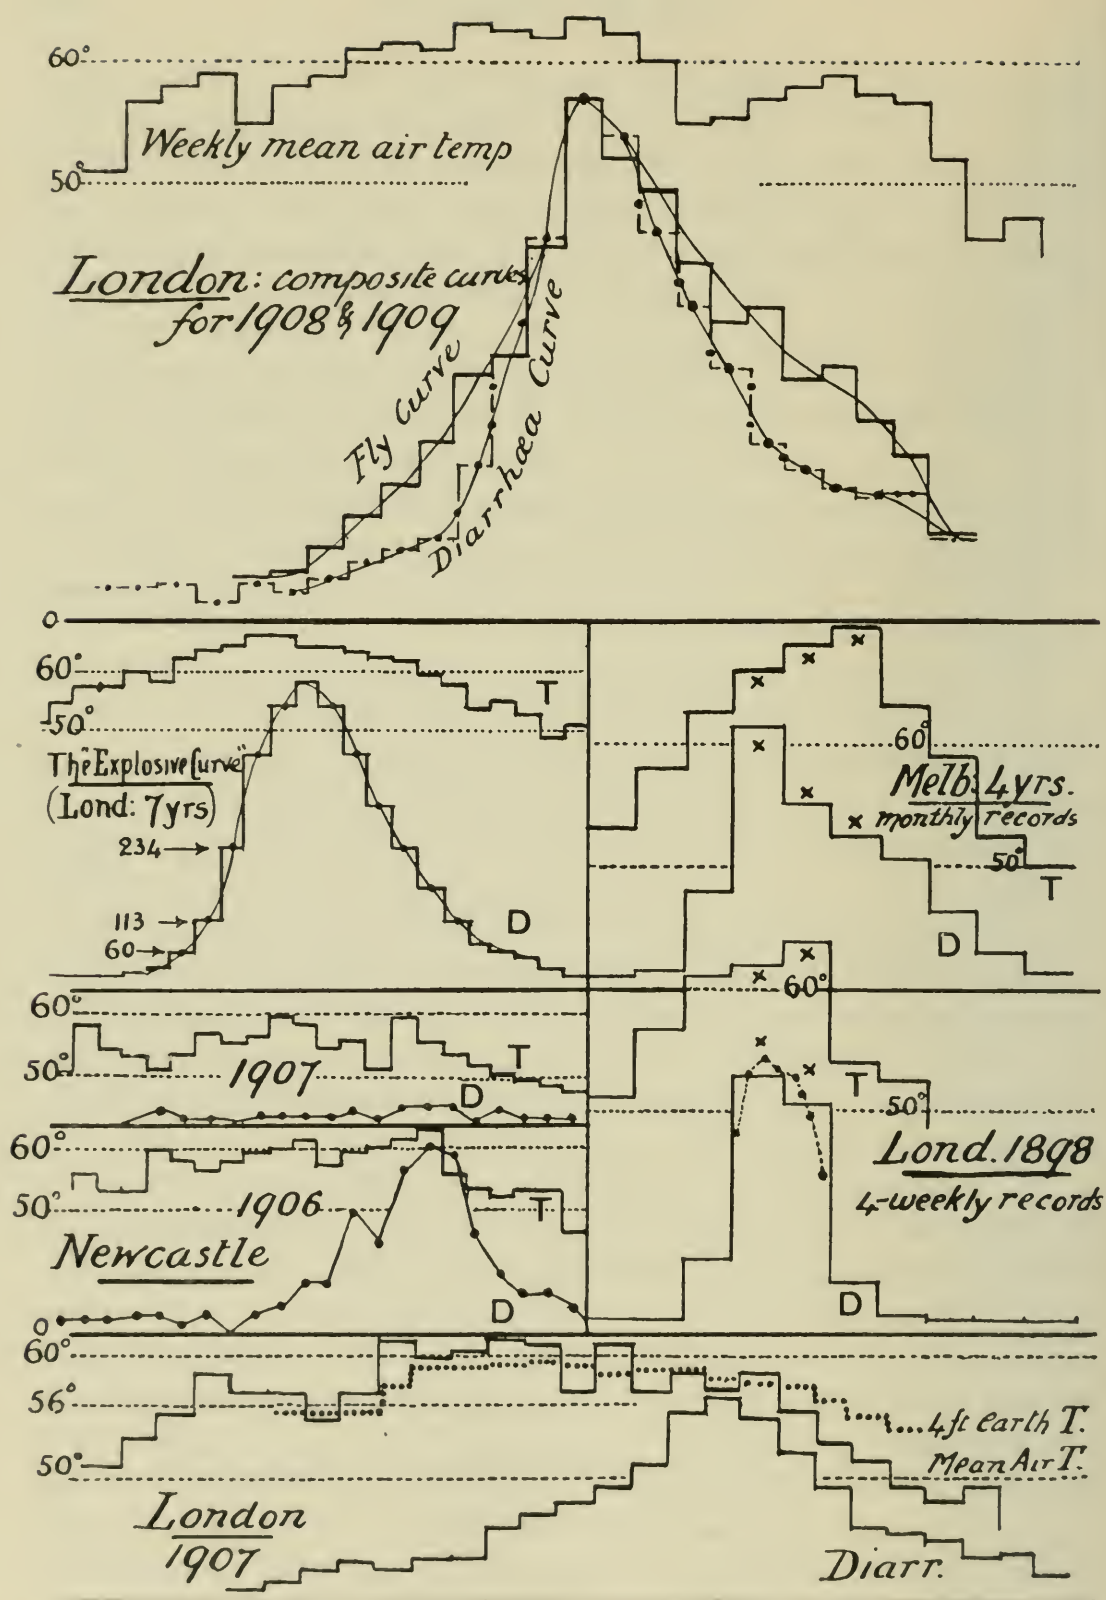 60°
Weekly mean air temp
50°
London: composite curves
for 1908 & 1909
Fly Curve
Diarrhœa Curve
0
60°
T
50°
The "Explosive Curve"
(Lond: 7yrs)
234→
113→
60→
D
60°
Melb: 4yrs.
monthly records
50°
T
D
60°
50°
1907
T
D
60°
T
50°
Lond. 1898
4-weekly records
D
60°
50°
1906
T
Newcastle
D
0
60°
56°
4ft earth T.
50°
Mean Air T.
London
1907
Diarr.